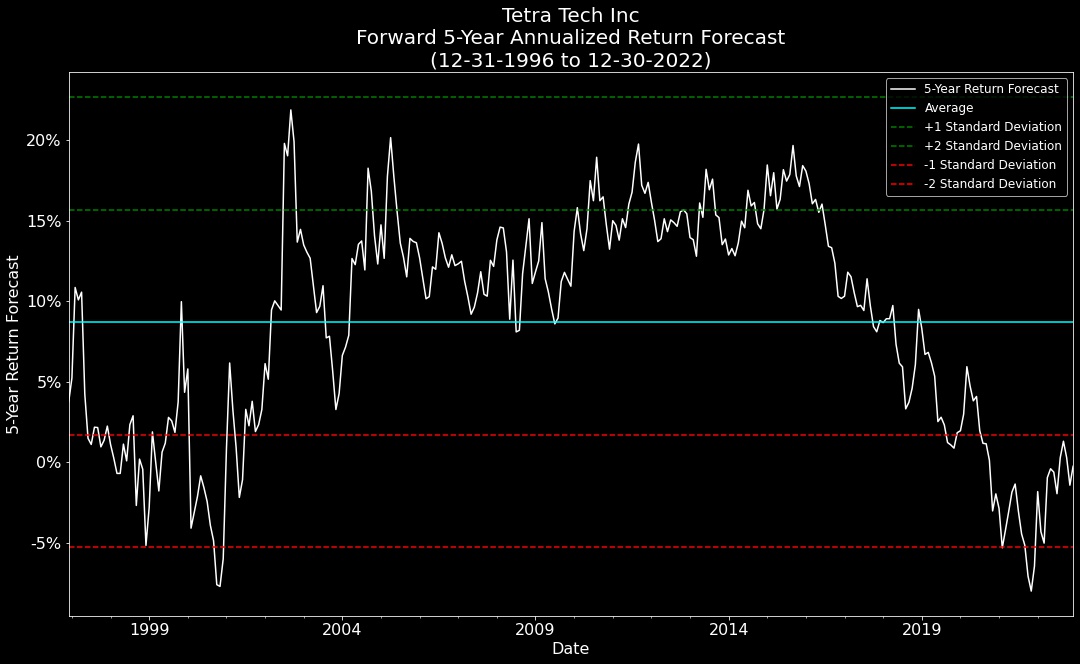 Tetra Tech Inc
Forward 5-Year Annualized Return Forecast
(12-31-1996 to 12-30-2022)
5-Year Return Forecast
Average
+1 Standard Deviation
+2 Standard Deviation
-1 Standard Deviation
-2 Standard Deviation
20%
15%
10%
5%
0%
-5%
5-Year Return Forecast
1999
2004
2009
2014
2019
Date